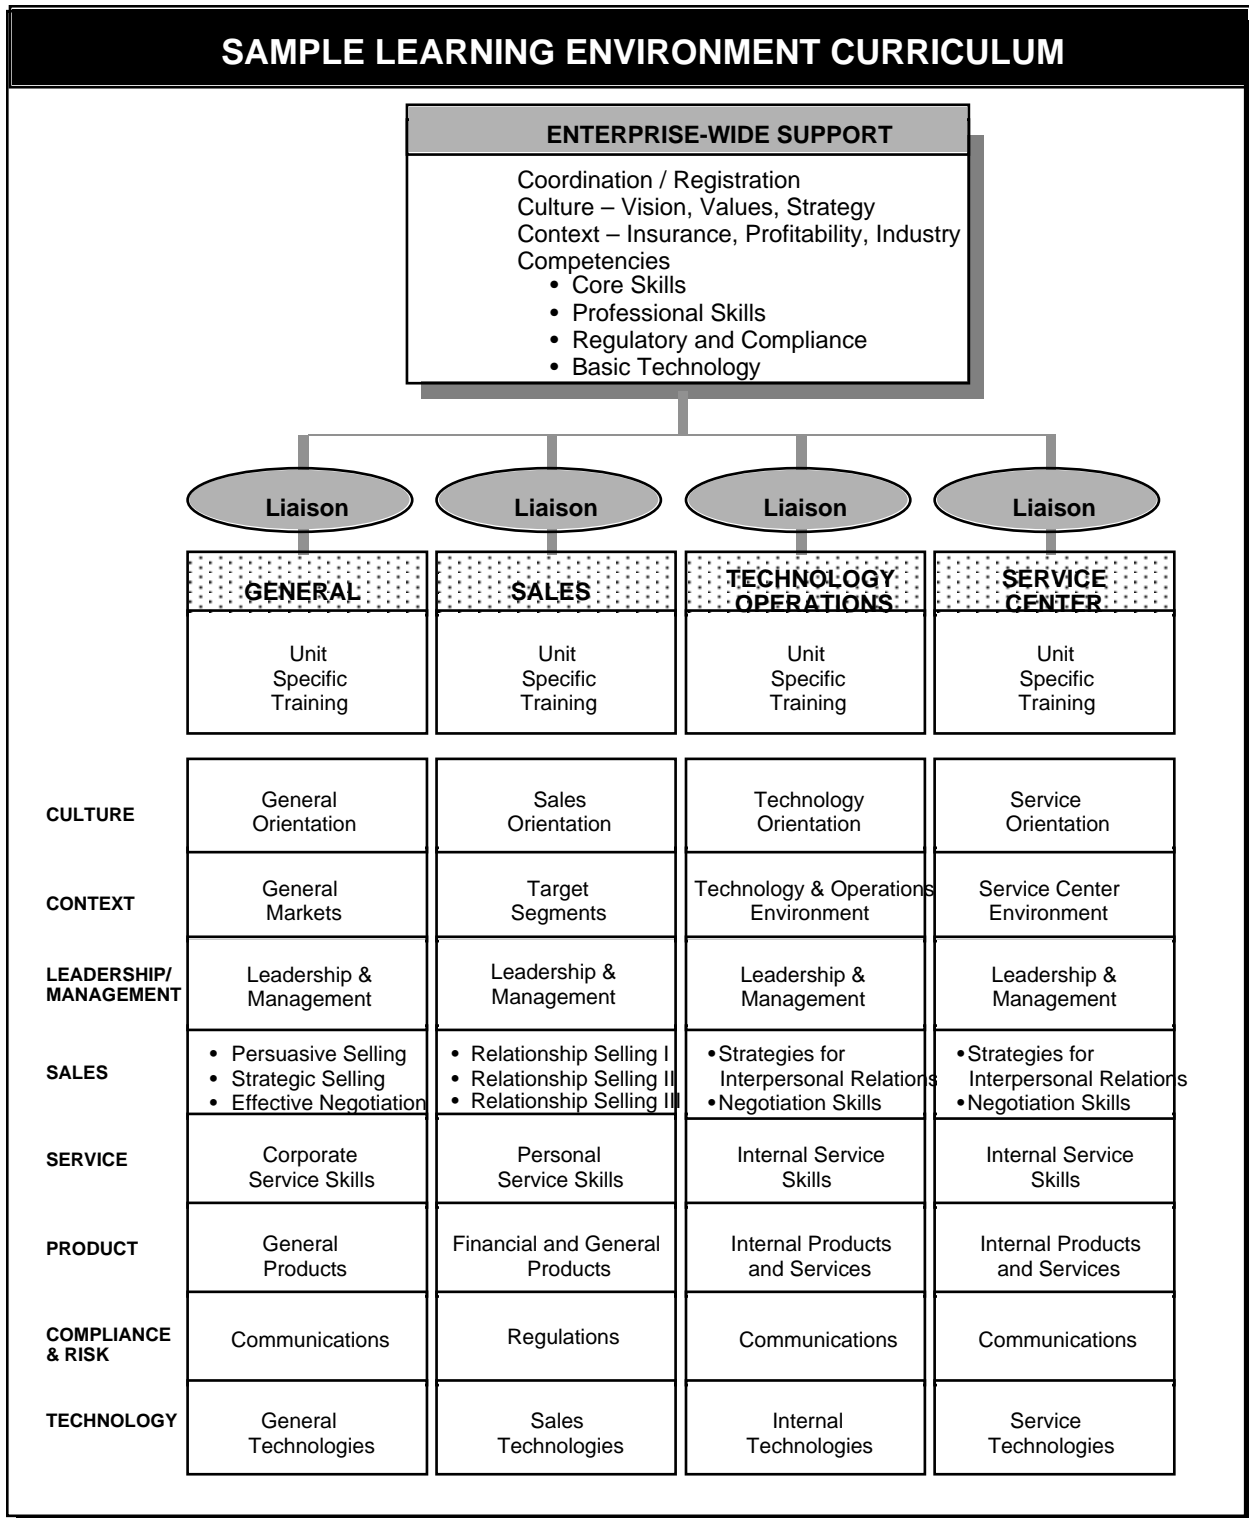 SAMPLE LEARNING ENVIRONMENT CURRICULUM
ENTERPRISE-WIDE SUPPORT
Coordination / Registration
Culture – Vision, Values, Strategy
Context – Insurance, Profitability, Industry
Competencies
• Core Skills
• Professional Skills
• Regulatory and Compliance
• Basic Technology
Liaison
Liaison
Liaison
Liaison
GENERAL
SALES
TECHNOLOGY
OPERATIONS
SERVICE
CENTER
Unit
Specific
Training
Unit
Specific
Training
Unit
Specific
Training
Unit
Specific
Training
CULTURE
General
Orientation
Sales
Orientation
Technology
Orientation
Service
Orientation
CONTEXT
General
Markets
Target
Segments
Technology & Operations
Environment
Service Center
Environment
LEADERSHIP/
MANAGEMENT
Leadership &
Management
Leadership &
Management
Leadership &
Management
Leadership &
Management
SALES
• Persuasive Selling
• Strategic Selling
• Effective Negotiation
• Relationship Selling I
• Relationship Selling II
• Relationship Selling III
• Strategies for
Interpersonal Relations
• Negotiation Skills
• Strategies for
Interpersonal Relations
• Negotiation Skills
SERVICE
Corporate
Service Skills
Personal
Service Skills
Internal Service
Skills
Internal Service
Skills
PRODUCT
General
Products
Financial and General
Products
Internal Products
and Services
Internal Products
and Services
COMPLIANCE
& RISK
Communications
Regulations
Communications
Communications
TECHNOLOGY
General
Technologies
Sales
Technologies
Internal
Technologies
Service
Technologies